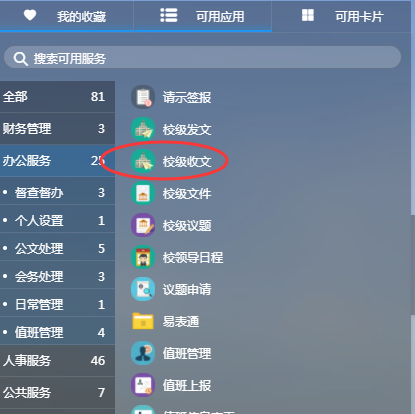 我的收藏 可用应用 可用卡片
搜索可用服务
全部 81
财务管理 3
办公服务 25
• 督查督办 3
• 个人设置 1
• 公文处理 5
• 会务处理 3
• 日常管理 1
• 值班管理 4
人事服务 46
公共服务 7
请示签报
校级发文
校级收文
校级文件
校级议题
校领导日程
议题申请
易表通
值班管理
值班上报